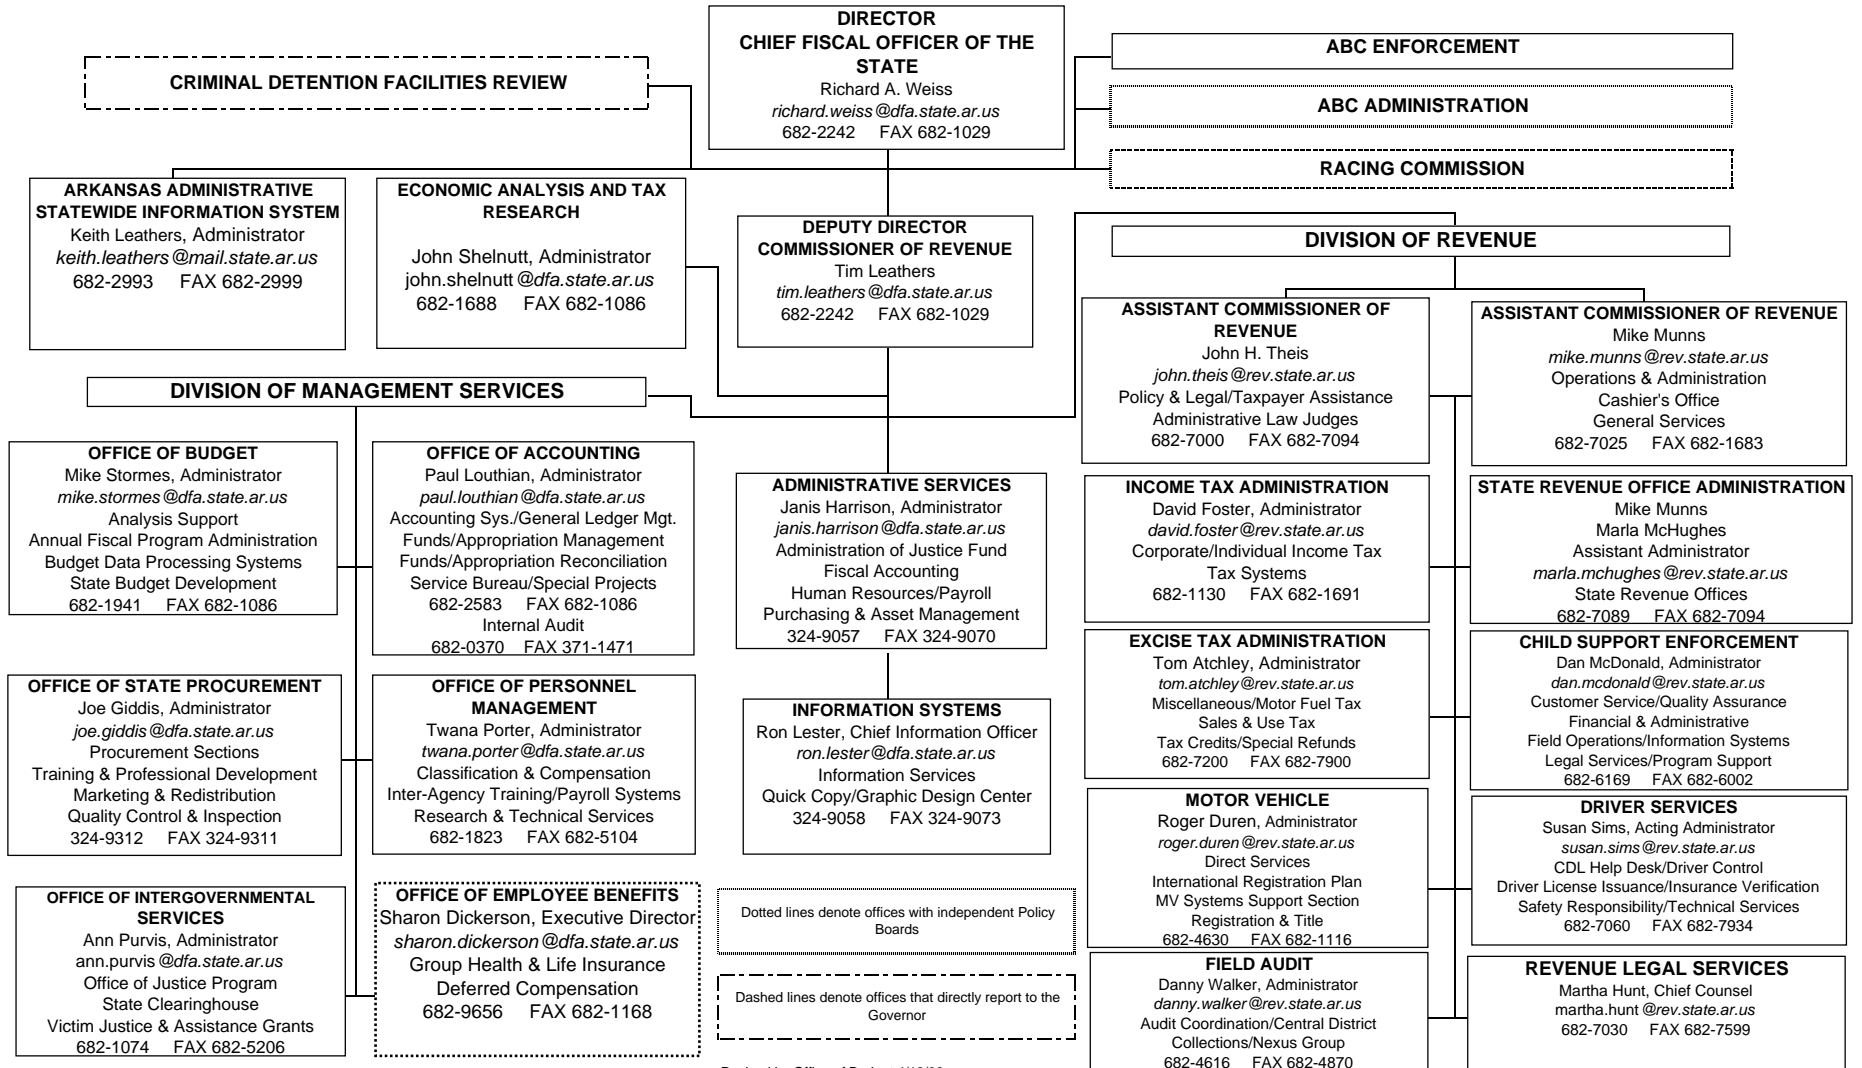 DIRECTOR
CHIEF FISCAL OFFICER OF THE
STATE
Richard A. Weiss
richard.weiss@dfa.state.ar.us
682-2242 FAX 682-1029
CRIMINAL DETENTION FACILITIES REVIEW
ABC ENFORCEMENT
ABC ADMINISTRATION
RACING COMMISSION
ARKANSAS ADMINISTRATIVE
STATEWIDE INFORMATION SYSTEM
Keith Leathers, Administrator
keith.leathers@mail.state.ar.us
682-2993 FAX 682-2999
ECONOMIC ANALYSIS AND TAX
RESEARCH
John Shelnutt, Administrator
john.shelnutt@dfa.state.ar.us
682-1688 FAX 682-1086
DEPUTY DIRECTOR
COMMISSIONER OF REVENUE
Tim Leathers
tim.leathers@dfa.state.ar.us
682-2242 FAX 682-1029
DIVISION OF REVENUE
ASSISTANT COMMISSIONER OF
REVENUE
John H. Theis
john.theis@rev.state.ar.us
Policy & Legal/Taxpayer Assistance
Administrative Law Judges
682-7000 FAX 682-7094
ASSISTANT COMMISSIONER OF REVENUE
Mike Munns
mike.munns@rev.state.ar.us
Operations & Administration
Cashier's Office
General Services
682-7025 FAX 682-1683
DIVISION OF MANAGEMENT SERVICES
OFFICE OF BUDGET
Mike Stormes, Administrator
mike.stormes@dfa.state.ar.us
Analysis Support
Annual Fiscal Program Administration
Budget Data Processing Systems
State Budget Development
682-1941 FAX 682-1086
OFFICE OF ACCOUNTING
Paul Louthian, Administrator
paul.louthian@dfa.state.ar.us
Accounting Sys./General Ledger Mgt.
Funds/Appropriation Management
Funds/Appropriation Reconciliation
Service Bureau/Special Projects
682-2583 FAX 682-1086
Internal Audit
682-0370 FAX 371-1471
ADMINISTRATIVE SERVICES
Janis Harrison, Administrator
janis.harrison@dfa.state.ar.us
Administration of Justice Fund
Fiscal Accounting
Human Resources/Payroll
Purchasing & Asset Management
324-9057 FAX 324-9070
INCOME TAX ADMINISTRATION
David Foster, Administrator
david.foster@rev.state.ar.us
Corporate/Individual Income Tax
Tax Systems
682-1130 FAX 682-1691
STATE REVENUE OFFICE ADMINISTRATION
Mike Munns
Marla McHughes
Assistant Administrator
marla.mchughes@rev.state.ar.us
State Revenue Offices
682-7089 FAX 682-7094
EXCISE TAX ADMINISTRATION
Tom Atchley, Administrator
tom.atchley@rev.state.ar.us
Miscellaneous/Motor Fuel Tax
Sales & Use Tax
Tax Credits/Special Refunds
682-7200 FAX 682-7900
CHILD SUPPORT ENFORCEMENT
Dan McDonald, Administrator
dan.mcdonald@rev.state.ar.us
Customer Service/Quality Assurance
Financial & Administrative
Field Operations/Information Systems
Legal Services/Program Support
682-6169 FAX 682-6002
OFFICE OF STATE PROCUREMENT
Joe Giddis, Administrator
joe.giddis@dfa.state.ar.us
Procurement Sections
Training & Professional Development
Marketing & Redistribution
Quality Control & Inspection
324-9312 FAX 324-9311
OFFICE OF PERSONNEL
MANAGEMENT
Twana Porter, Administrator
twana.porter@dfa.state.ar.us
Classification & Compensation
Inter-Agency Training/Payroll Systems
Research & Technical Services
682-1823 FAX 682-5104
INFORMATION SYSTEMS
Ron Lester, Chief Information Officer
ron.lester@dfa.state.ar.us
Information Services
Quick Copy/Graphic Design Center
324-9058 FAX 324-9073
MOTOR VEHICLE
Roger Duren, Administrator
roger.duren@rev.state.ar.us
Direct Services
International Registration Plan
MV Systems Support Section
Registration & Title
682-4630 FAX 682-1116
DRIVER SERVICES
Susan Sims, Acting Administrator
susan.sims@rev.state.ar.us
CDL Help Desk/Driver Control
Driver License Issuance/Insurance Verification
Safety Responsibility/Technical Services
682-7060 FAX 682-7934
OFFICE OF INTERGOVERNMENTAL
SERVICES
Ann Purvis, Administrator
ann.purvis@dfa.state.ar.us
Office of Justice Program
State Clearinghouse
Victim Justice & Assistance Grants
682-1074 FAX 682-5206
OFFICE OF EMPLOYEE BENEFITS
Sharon Dickerson, Executive Director
sharon.dickerson@dfa.state.ar.us
Group Health & Life Insurance
Deferred Compensation
682-9656 FAX 682-1168
Dotted lines denote offices with independent Policy
Boards
Dashed lines denote offices that directly report to the
Governor
FIELD AUDIT
Danny Walker, Administrator
danny.walker@rev.state.ar.us
Audit Coordination/Central District
Collections/Nexus Group
682-4616 FAX 682-4870
REVENUE LEGAL SERVICES
Martha Hunt, Chief Counsel
martha.hunt@rev.state.ar.us
682-7030 FAX 682-7599